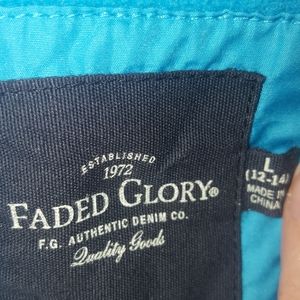 ESTABLISHED
1972
FADED GLORY®
F.G. AUTHENTIC DENIM CO.
Quality Goods
L
(12-14)
MADE IN
CHINA